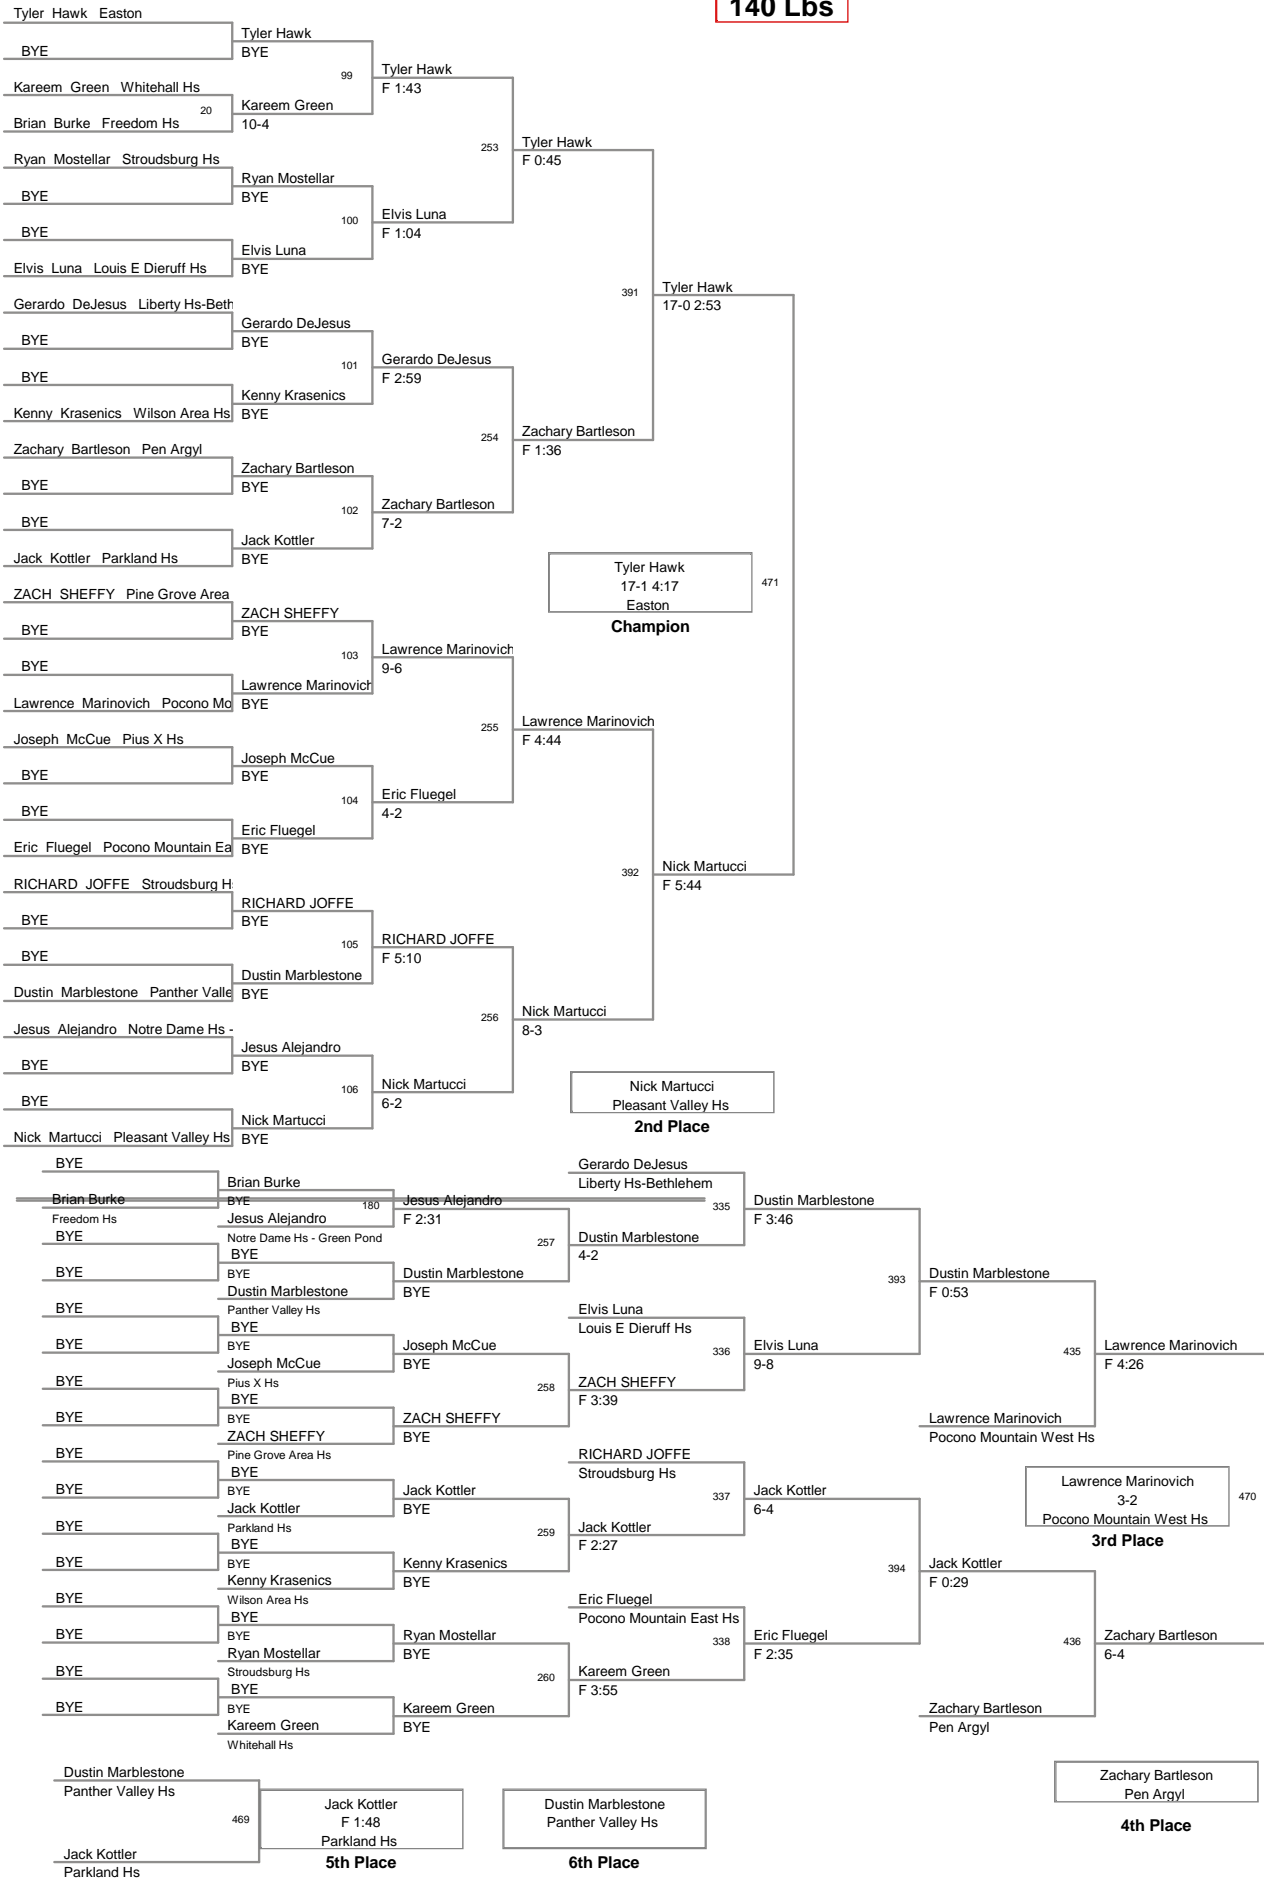 140 Lbs
Tyler Hawk Easton
BYE
Kareem Green Whitehall Hs
20
Brian Burke Freedom Hs
Ryan Mostellar Stroudsburg Hs
BYE
BYE
Elvis Luna Louis E Dieruff Hs
Gerardo DeJesus Liberty Hs-Beth
BYE
BYE
Kenny Krasenics Wilson Area Hs
Zachary Bartleson Pen Argyl
BYE
BYE
Jack Kottler Parkland Hs
ZACH SHEFFY Pine Grove Area
BYE
BYE
Lawrence Marinovich Pocono Mo
Joseph McCue Pius X Hs
BYE
BYE
Eric Fluegel Pocono Mountain Ea
RICHARD JOFFE Stroudsburg H
BYE
BYE
Dustin Marblestone Panther Valle
Jesus Alejandro Notre Dame Hs -
BYE
BYE
Nick Martucci Pleasant Valley Hs
Tyler Hawk
BYE
99
Kareem Green
10-4
Ryan Mostellar
BYE
100
Elvis Luna
BYE
Gerardo DeJesus
BYE
101
Kenny Krasenics
BYE
Zachary Bartleson
BYE
102
Jack Kottler
BYE
ZACH SHEFFY
BYE
103
Lawrence Marinovich
BYE
Joseph McCue
BYE
104
Eric Fluegel
BYE
RICHARD JOFFE
BYE
105
Dustin Marblestone
BYE
Jesus Alejandro
BYE
106
Nick Martucci
BYE
Tyler Hawk
F 1:43
253
Elvis Luna
F 1:04
Gerardo DeJesus
F 2:59
254
Zachary Bartleson
7-2
Lawrence Marinovich
9-6
255
Eric Fluegel
4-2
RICHARD JOFFE
F 5:10
256
Nick Martucci
6-2
Tyler Hawk
F 0:45
391
Zachary Bartleson
F 1:36
Lawrence Marinovich
F 4:44
392
Nick Martucci
8-3
Tyler Hawk
17-0 2:53
Nick Martucci
F 5:44
Tyler Hawk
17-1 4:17
Easton
471
Champion
Nick Martucci
Pleasant Valley Hs
2nd Place
BYE
Brian Burke
Freedom Hs
BYE
BYE
BYE
BYE
BYE
BYE
BYE
BYE
BYE
BYE
BYE
BYE
BYE
BYE
Brian Burke
BYE
180
Jesus Alejandro
Notre Dame Hs - Green Pond
BYE
BYE
Dustin Marblestone
Panther Valley Hs
BYE
BYE
Joseph McCue
Pius X Hs
BYE
BYE
ZACH SHEFFY
Pine Grove Area Hs
BYE
BYE
Jack Kottler
Parkland Hs
BYE
BYE
Kenny Krasenics
Wilson Area Hs
BYE
BYE
Ryan Mostellar
Stroudsburg Hs
BYE
BYE
Kareem Green
Whitehall Hs
Jesus Alejandro
F 2:31
257
Dustin Marblestone
BYE
Joseph McCue
BYE
258
ZACH SHEFFY
BYE
Jack Kottler
BYE
259
Kenny Krasenics
BYE
Ryan Mostellar
BYE
260
Kareem Green
BYE
Gerardo DeJesus
Liberty Hs-Bethlehem
335
Dustin Marblestone
4-2
Elvis Luna
Louis E Dieruff Hs
336
ZACH SHEFFY
F 3:39
RICHARD JOFFE
Stroudsburg Hs
337
Jack Kottler
F 2:27
Eric Fluegel
Pocono Mountain East Hs
338
Kareem Green
F 3:55
Dustin Marblestone
F 3:46
393
Elvis Luna
9-8
Jack Kottler
6-4
394
Eric Fluegel
F 2:35
Dustin Marblestone
F 0:53
435
Lawrence Marinovich
Pocono Mountain West Hs
Jack Kottler
F 0:29
436
Zachary Bartleson
Pen Argyl
Lawrence Marinovich
F 4:26
Lawrence Marinovich
3-2
Pocono Mountain West Hs
470
3rd Place
Zachary Bartleson
6-4
Zachary Bartleson
Pen Argyl
4th Place
Dustin Marblestone
Panther Valley Hs
469
Jack Kottler
Parkland Hs
Jack Kottler
F 1:48
Parkland Hs
5th Place
Dustin Marblestone
Panther Valley Hs
6th Place